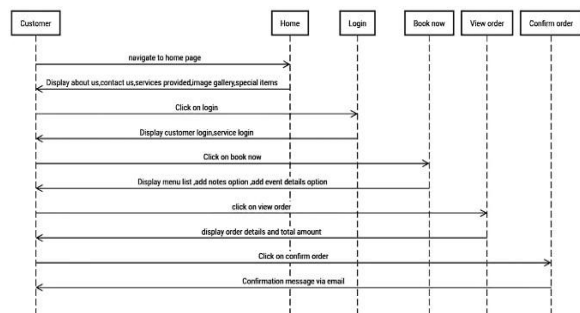 Customer Home Login Book now View order Confirm order
navigate to home page
Display about us,contact us,services provided,image gallery,special items
Click on login
Display customer login,service login
Click on book now
Display menu list ,add notes option ,add event details option
click on view order
display order details and total amount
Click on confirm order
Confirmation message via email